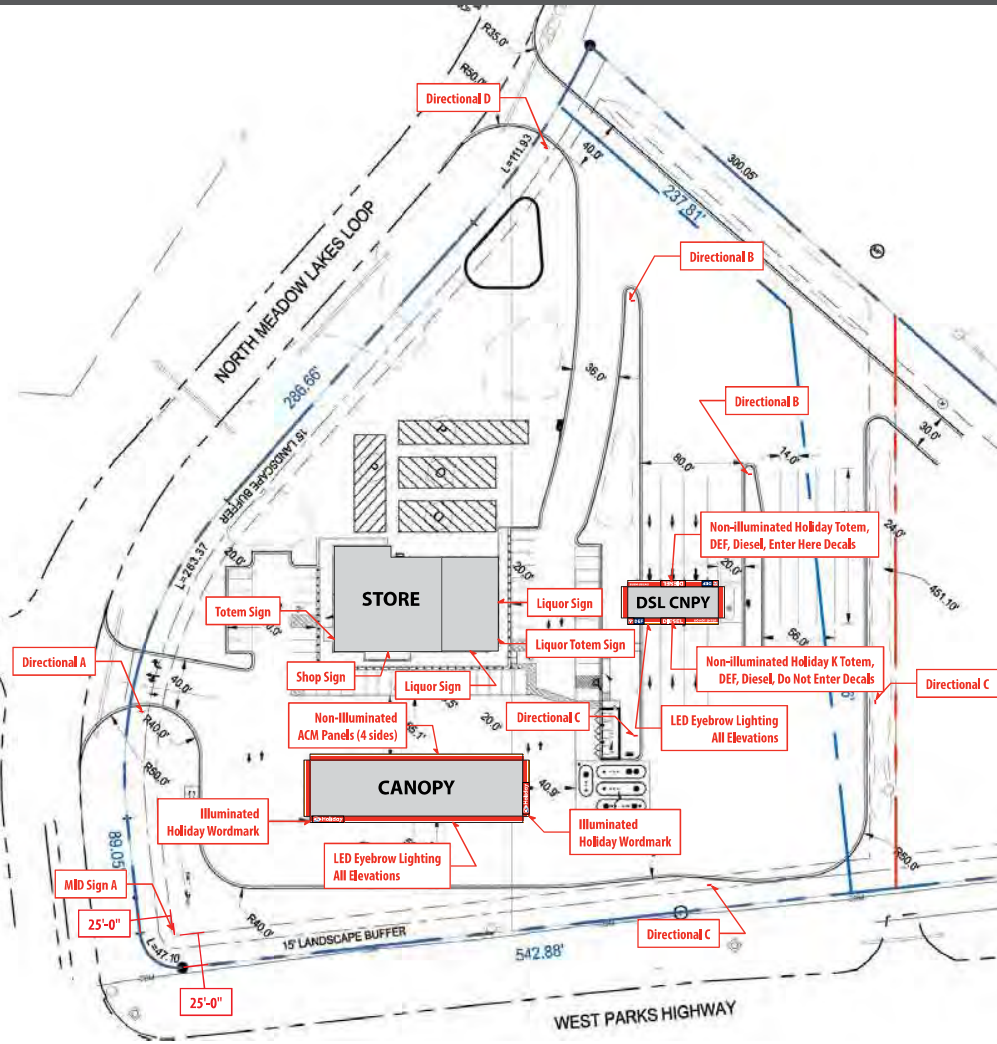 R35.0'
R50.0'
Directional D
L=111.93
40.0'
300.05'
237.81'
NORTH MEADOW LAKES LOOP
Directional B
286.66'
36.0'
Directional B
30.0'
15' LANDSCAPE BUFFER
P
P
O
O
80.0'
14.0'
Non-illuminated Holiday Totem,
DEF, Diesel, Enter Here Decals
24.0'
L=263.37
20.0'
20.0'
20.0'
451.10'
STORE
DSL CNPY
DEF
DIESEL
Totem Sign
Liquor Sign
Liquor Totem Sign
66.0'
Directional A
Shop Sign
Liquor Sign
Non-illuminated Holiday K Totem,
DEF, Diesel, Do Not Enter Decals
Directional C
40.0'
R40.0'
Non-Illuminated
ACM Panels (4 sides)
20.0'
Directional C
LED Eyebrow Lighting
All Elevations
R50.0'
CANOPY
40.9'
Holiday
Holiday
Illuminated
Holiday Wordmark
Illuminated
Holiday Wordmark
89.05'
LED Eyebrow Lighting
All Elevations
R50.0'
MID Sign A
25'-0"
R40.0'
15' LANDSCAPE BUFFER
Directional C
L=47.10
542.88'
25'-0"
WEST PARKS HIGHWAY